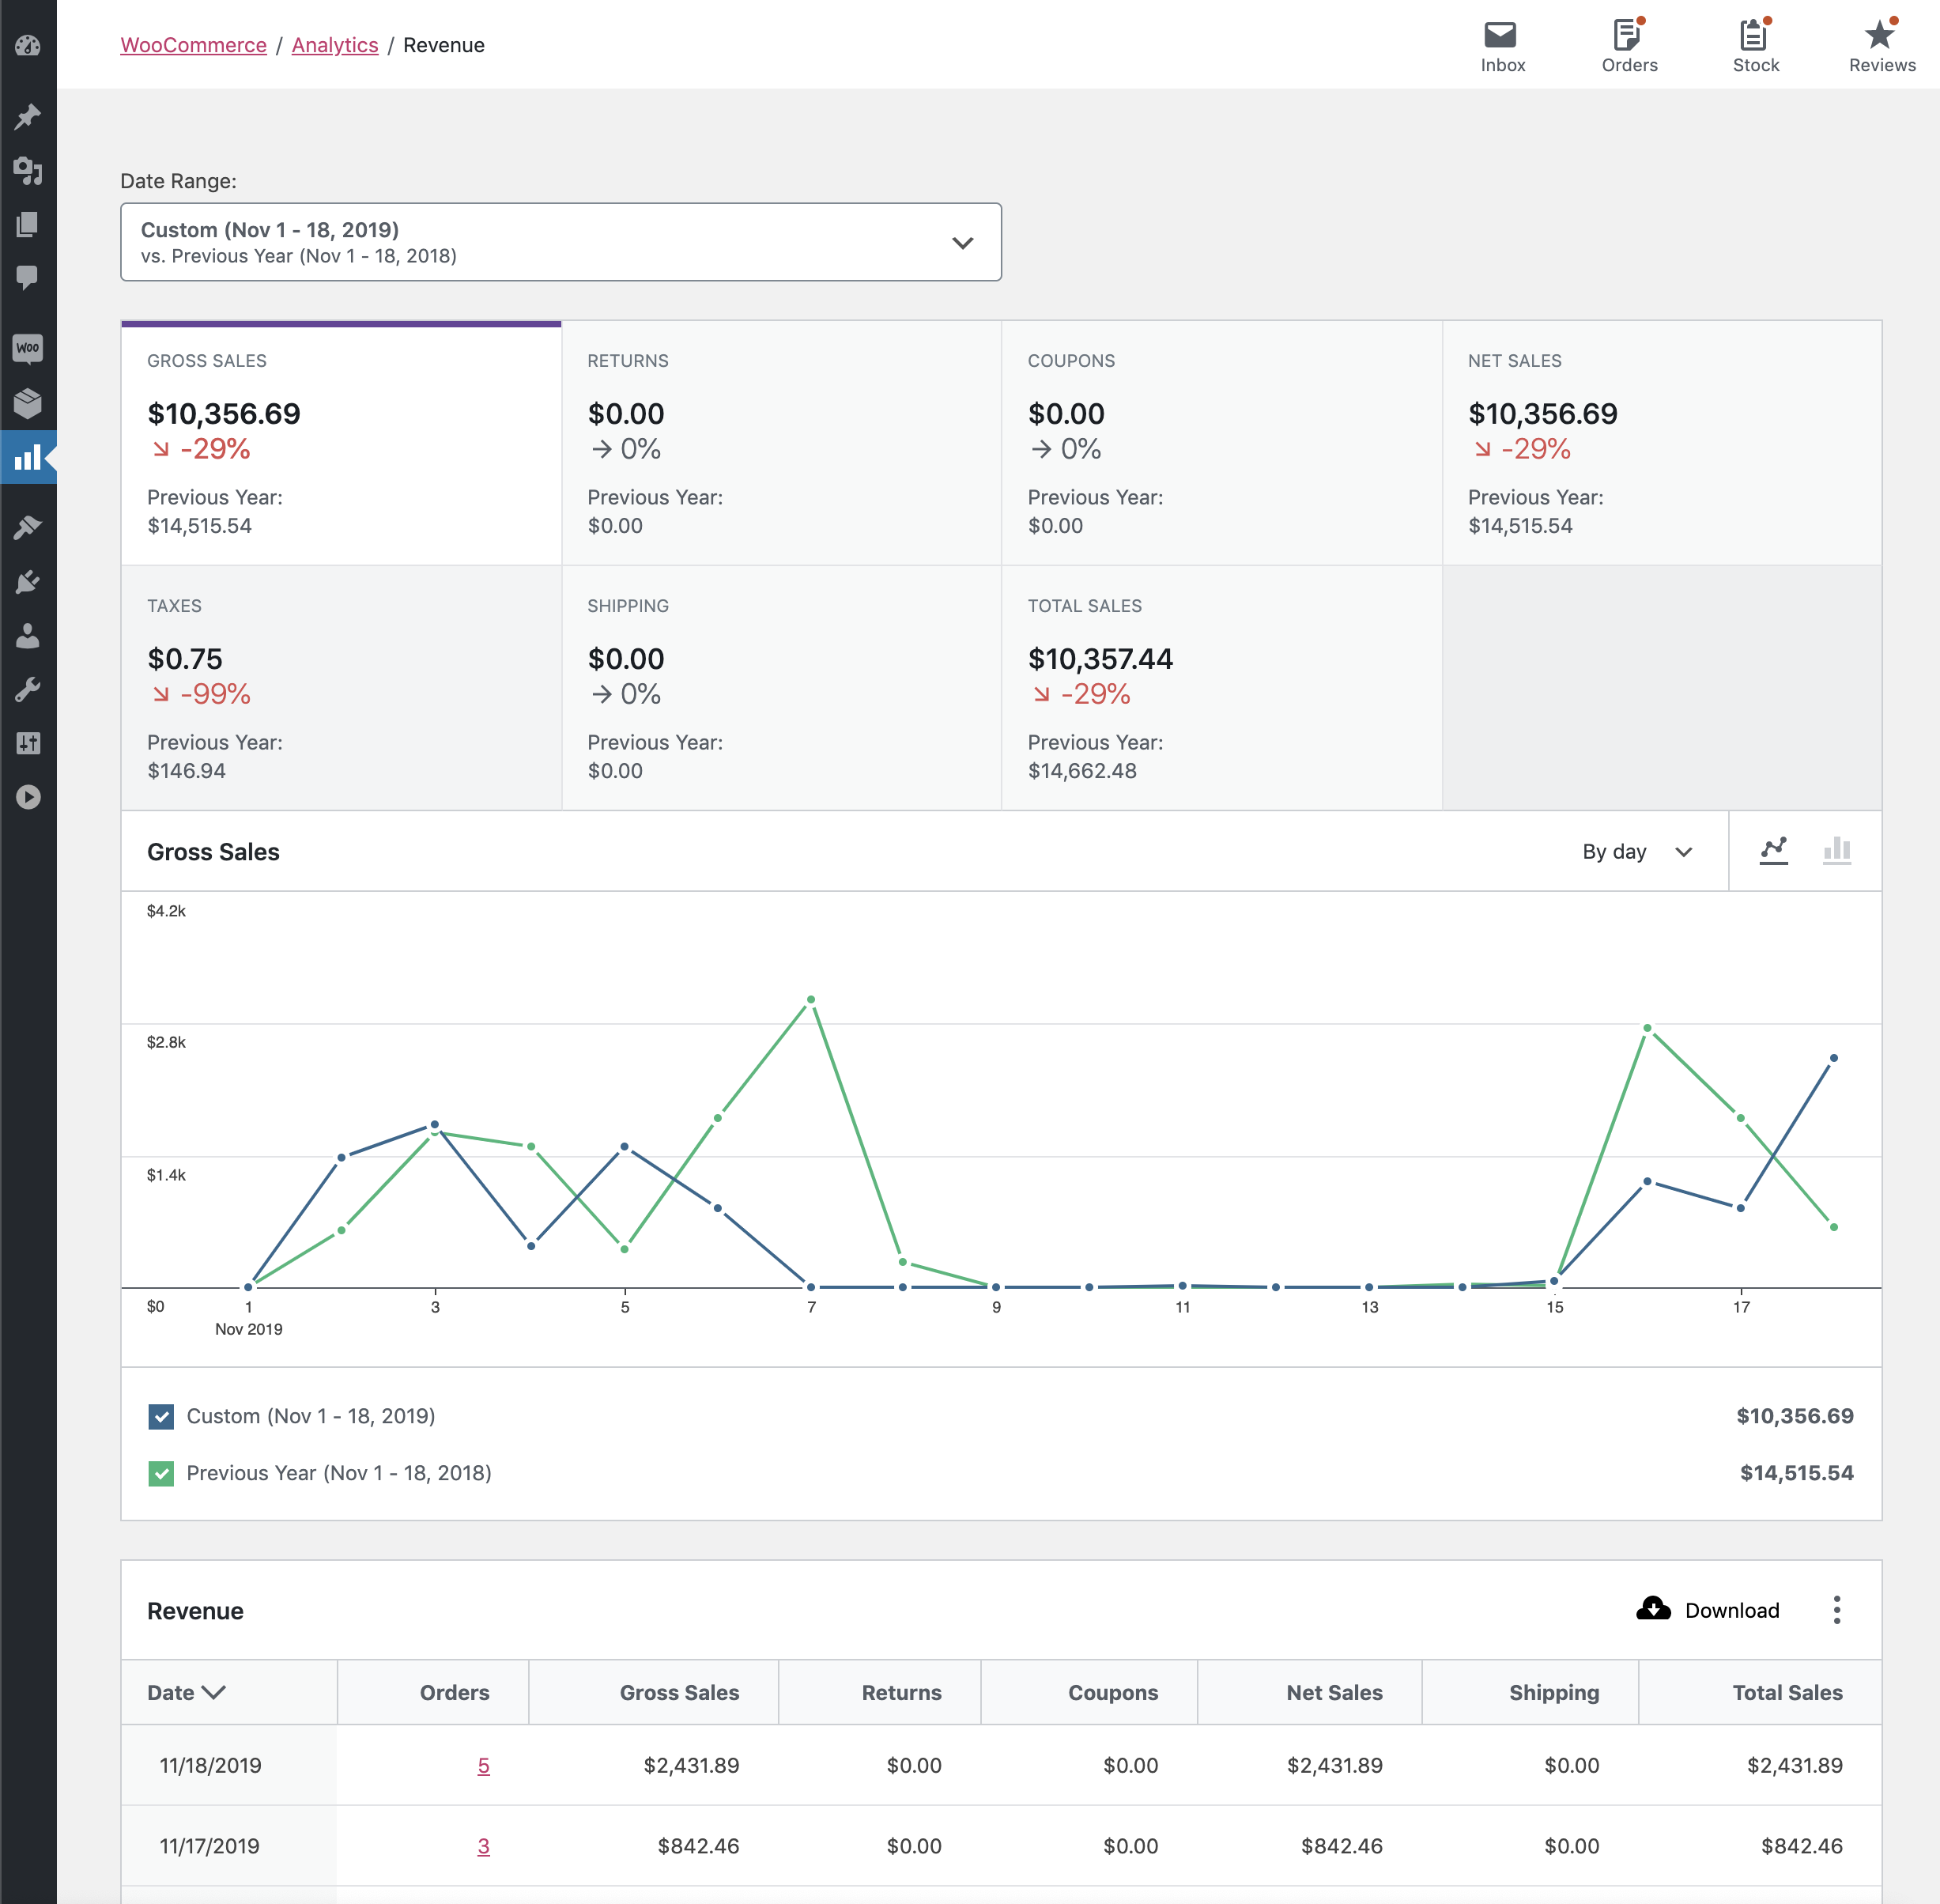 WooCommerce / Analytics / Revenue
Inbox
Orders
Stock
Reviews
Woo
Date Range:
Custom (Nov 1 - 18, 2019)
vs. Previous Year (Nov 1 - 18, 2018)
GROSS SALES
$10,356.69
-29%
Previous Year:
$14,515.54
RETURNS
$0.00
0%
Previous Year:
$0.00
COUPONS
$0.00
0%
Previous Year:
$0.00
NET SALES
$10,356.69
-29%
Previous Year:
$14,515.54
TAXES
$0.75
-99%
Previous Year:
$146.94
SHIPPING
$0.00
0%
Previous Year:
$0.00
TOTAL SALES
$10,357.44
-29%
Previous Year:
$14,662.48
Gross Sales
By day
$4.2k
$2.8k
$1.4k
$0
1 3 5 7 9 11 13 15 17
Nov 2019
Custom (Nov 1 - 18, 2019) $10,356.69
Previous Year (Nov 1 - 18, 2018) $14,515.54
Revenue
Download
Date Orders Gross Sales Returns Coupons Net Sales Shipping Total Sales
11/18/2019 5 $2,431.89 $0.00 $0.00 $2,431.89 $0.00 $2,431.89
11/17/2019 3 $842.46 $0.00 $0.00 $842.46 $0.00 $842.46